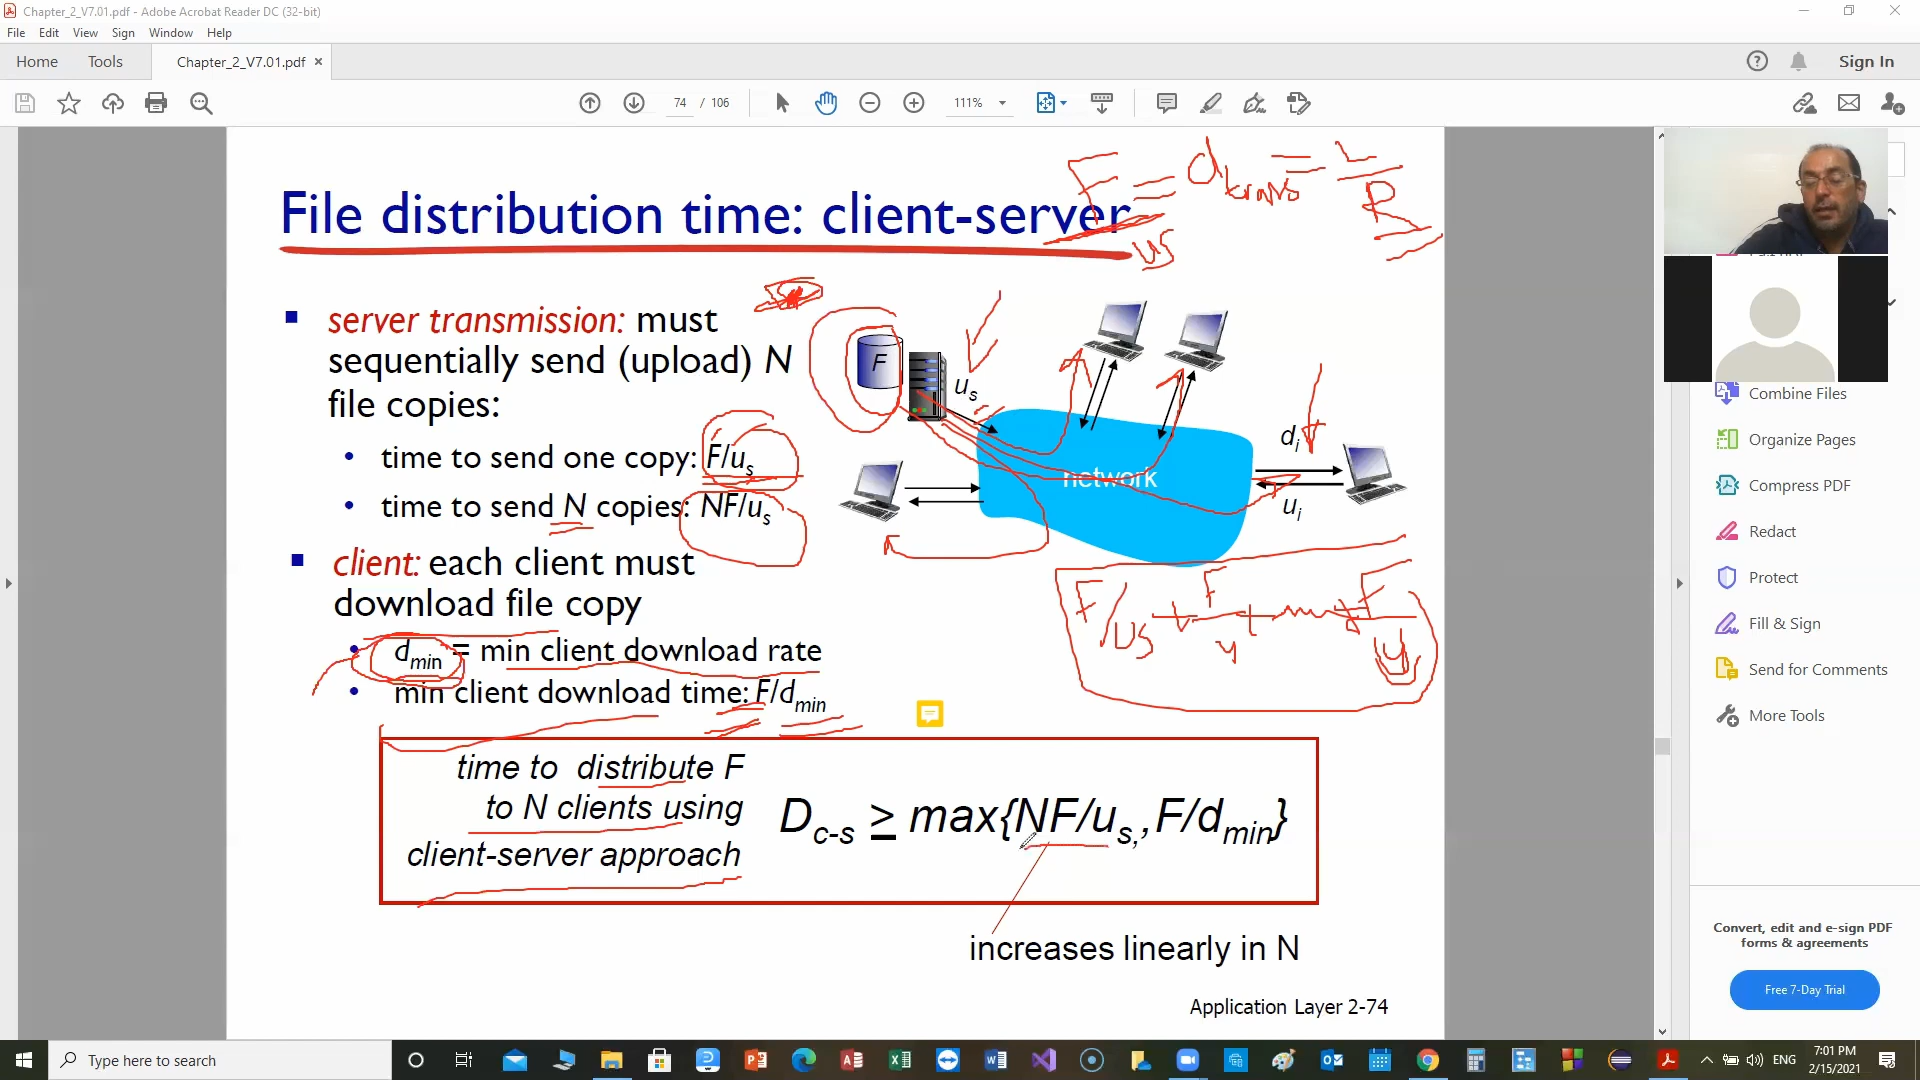 Chapter_2_V7.01.pdf - Adobe Acrobat Reader DC (32-bit)
File Edit View Sign Window Help
Home Tools Chapter_2_V7.01.pdf × Sign In
74 / 106 111%
F/us = dtrans = L/R
File distribution time: client-server
server transmission: must
sequentially send (upload) N
file copies:
time to send one copy: F/us
time to send N copies: NF/us
client: each client must
download file copy
dmin = min client download rate
min client download time: F/dmin
F
us
network
di
ui
F/us + F
time to distribute F
to N clients using
client-server approach
Dc-s ≥ max{NF/us,,F/dmin}
increases linearly in N
Application Layer 2-74
Combine Files
Organize Pages
Compress PDF
Redact
Protect
Fill & Sign
Send for Comments
More Tools
Convert, edit and e-sign PDF
forms & agreements
Free 7-Day Trial
Type here to search
ENG
7:01 PM
2/15/2021